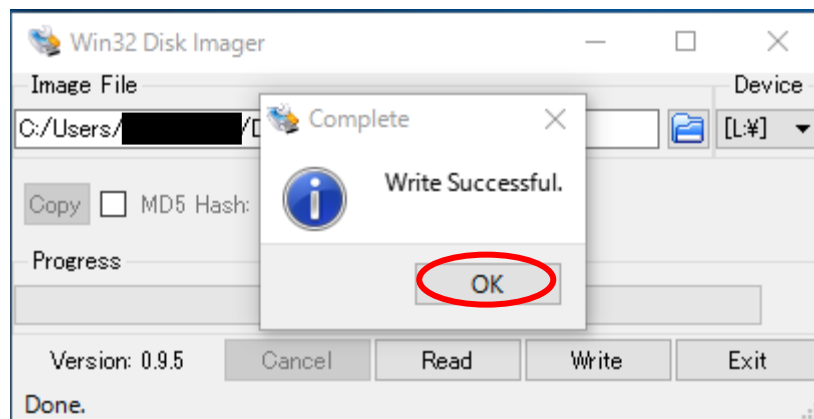 Win32 Disk Imager
Image File
Device
C:/Users/
/D
[L:¥]
Complete
Write Successful.
OK
Copy
MD5 Hash:
Progress
Version: 0.9.5
Cancel
Read
Write
Exit
Done.